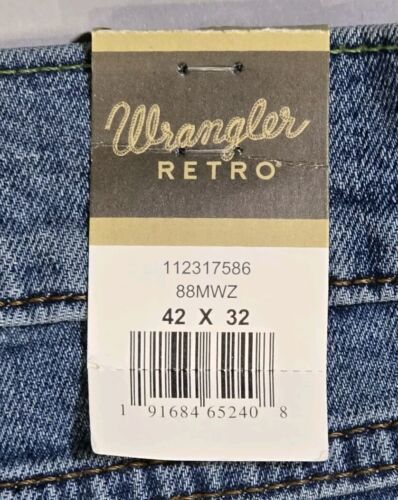 Wrangler
RETRO
112317586
88MWZ
42 X 32
1 91684 65240 8